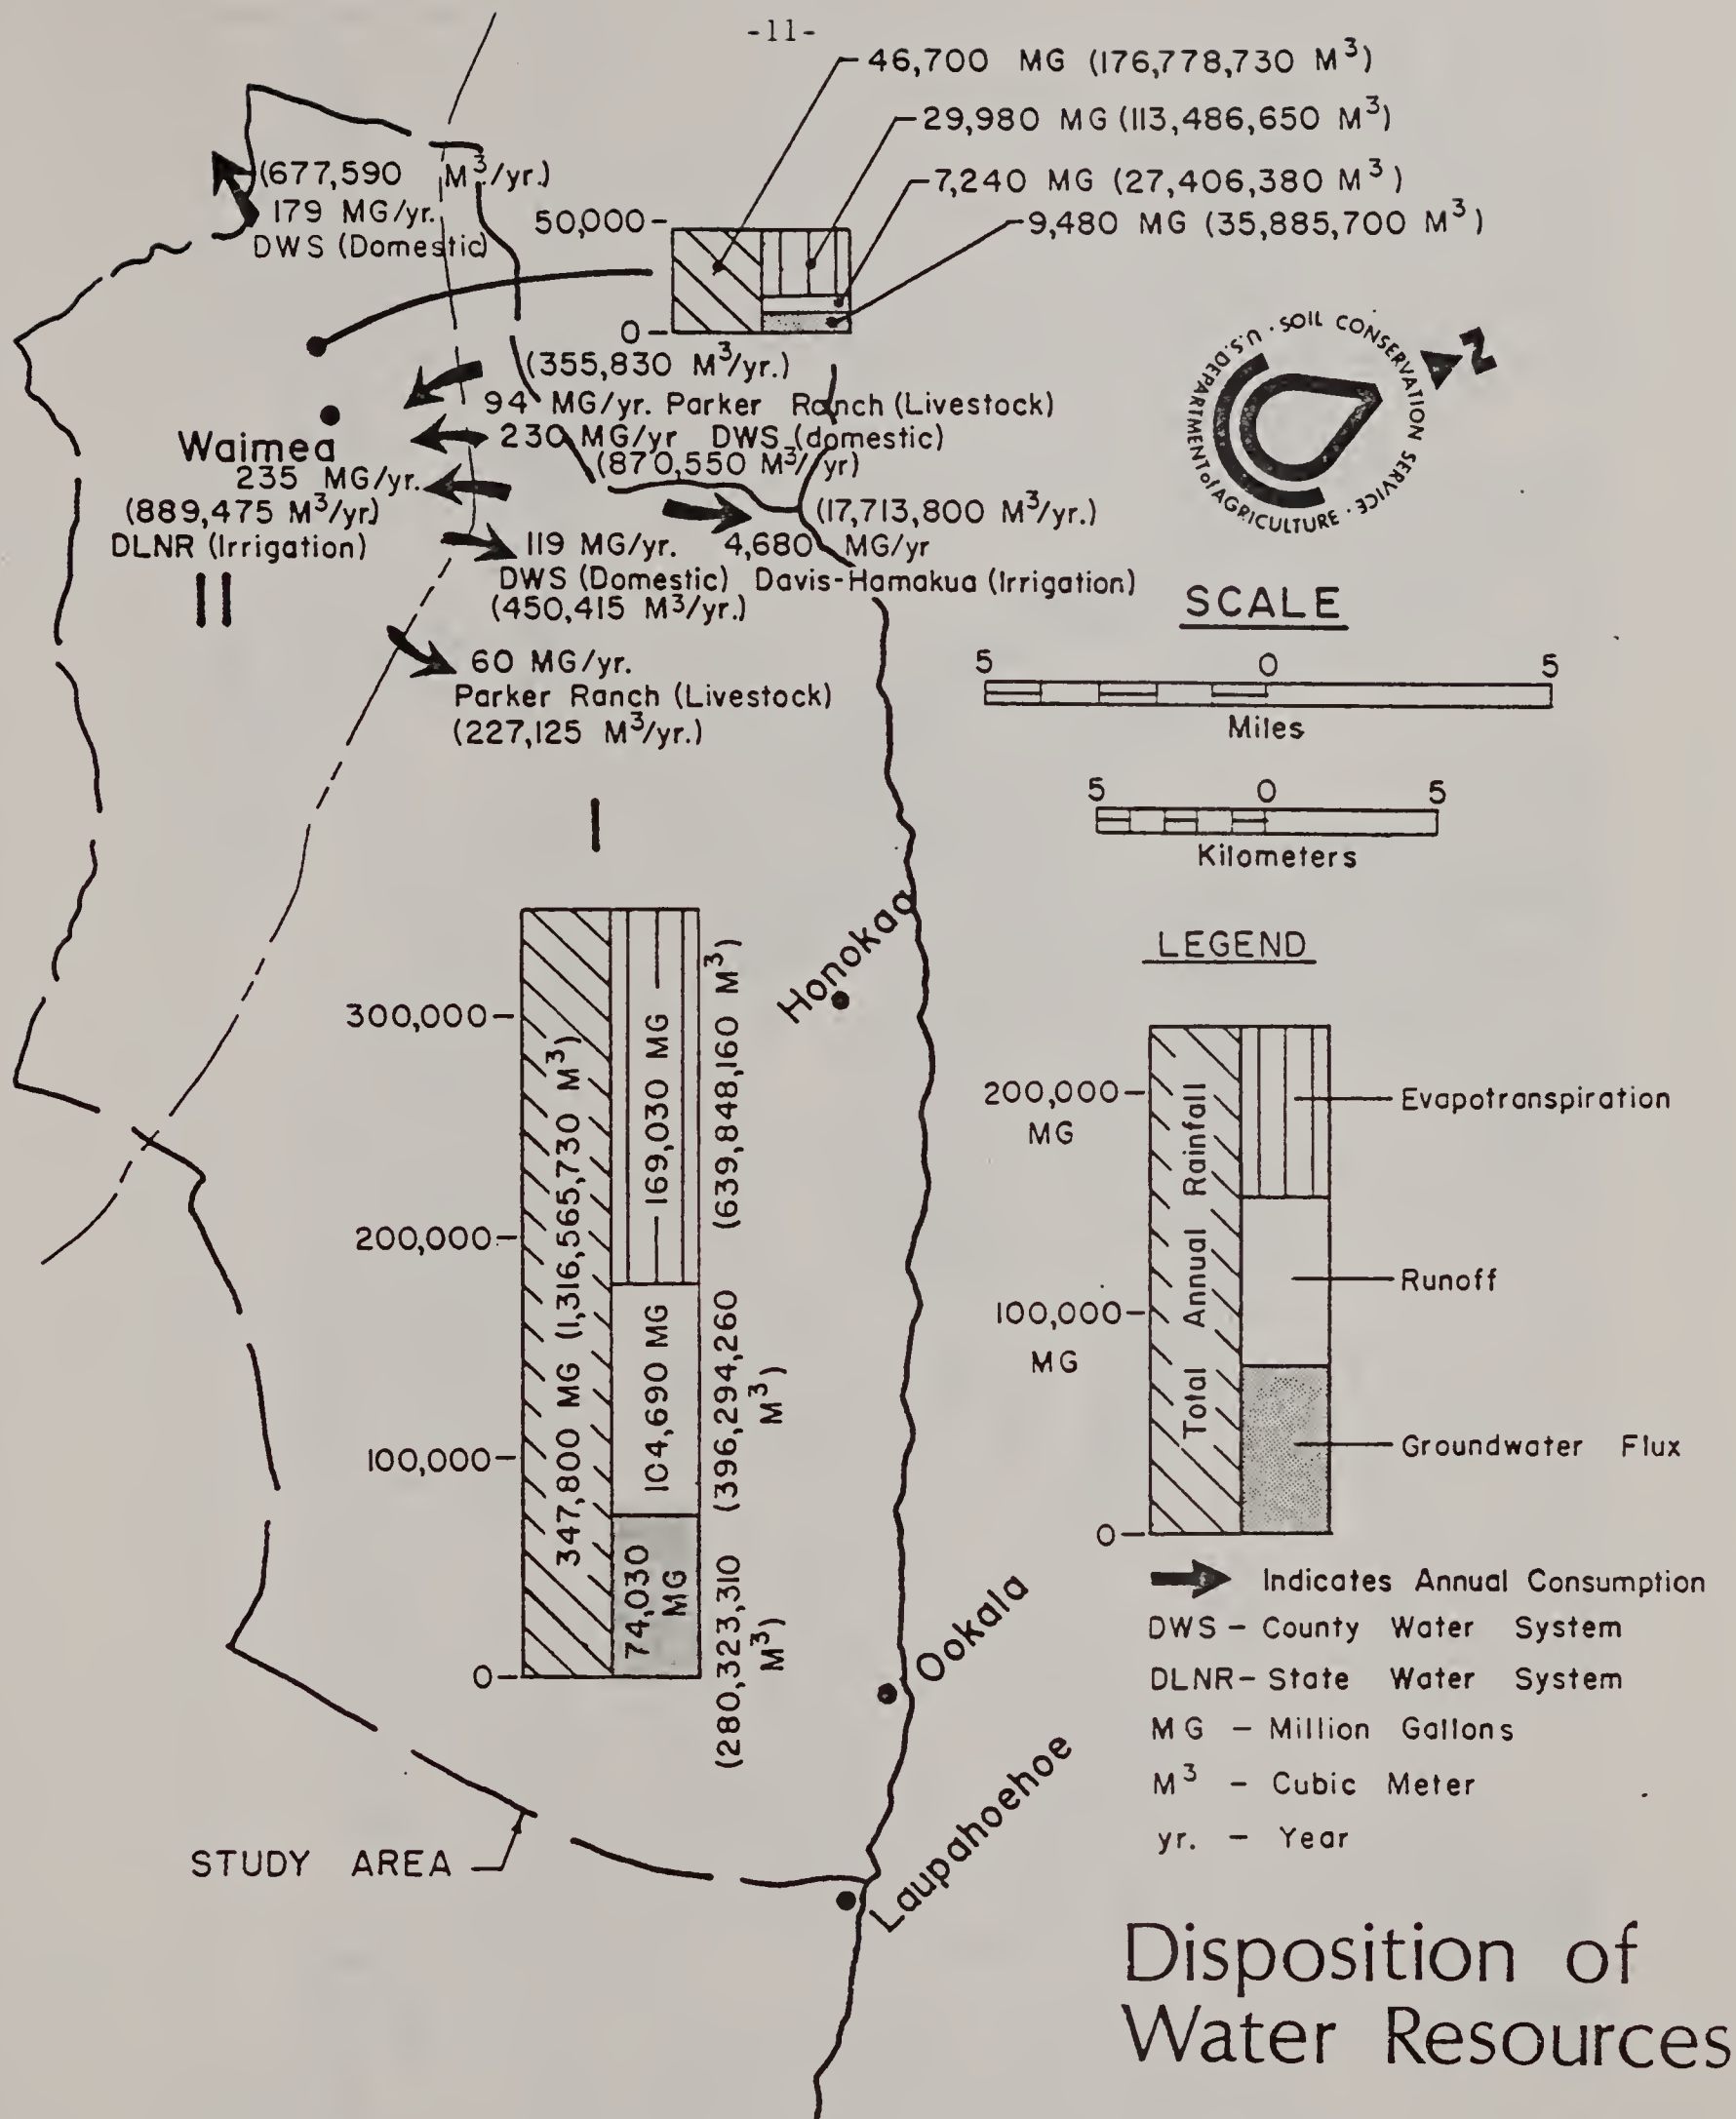 -11-
46,700 MG (176,778,730 M³)
29,980 MG (113,486,650 M³)
7,240 MG (27,406,380 M³)
9,480 MG (35,885,700 M³)
(677,590 M³/yr.)
179 MG/yr.
DWS (Domestic)
50,000
0
(355,830 M³/yr.)
94 MG/yr. Parker Ranch (Livestock)
230 MG/yr DWS (domestic)
(870,550 M³/yr)
Waimea
235 MG/yr.
(889,475 M³/yr.)
DLNR (Irrigation)
II
(17,713,800 M³/yr.)
4,680 MG/yr
Davis-Hamakua (Irrigation)
119 MG/yr.
DWS (Domestic)
(450,415 M³/yr.)
60 MG/yr.
Parker Ranch (Livestock)
(227,125 M³/yr.)
I
U.S. DEPARTMENT of AGRICULTURE · SOIL CONSERVATION SERVICE ·
N
SCALE
5 0 5
Miles
5 0 5
Kilometers
Honokaa
300,000
200,000
100,000
0
347,800 MG (1,316,565,730 M³)
169,030 MG
(639,848,160 M³)
104,690 MG
(396,294,260
M³)
74,030
MG
(280,323,310
M³)
LEGEND
200,000
MG
100,000
MG
0
Total Annual Rainfall
Evapotranspiration
Runoff
Groundwater Flux
Indicates Annual Consumption
DWS - County Water System
DLNR - State Water System
MG - Million Gallons
M³ - Cubic Meter
yr. - Year
Ookala
Laupahoehoe
STUDY AREA
Disposition of
Water Resources